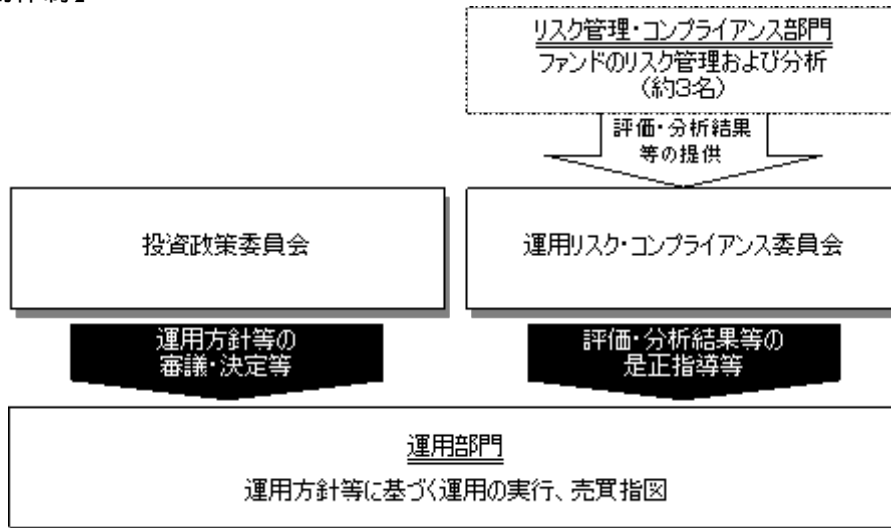 リスク管理・コンプライアンス部門
ファンドのリスク管理および分析
（約3名）
評価・分析結果
等の提供
投資政策委員会
運用リスク・コンプライアンス委員会
運用方針等の
審議・決定等
評価・分析結果等の
是正指導等
運用部門
運用方針等に基づく運用の実行、売買指図